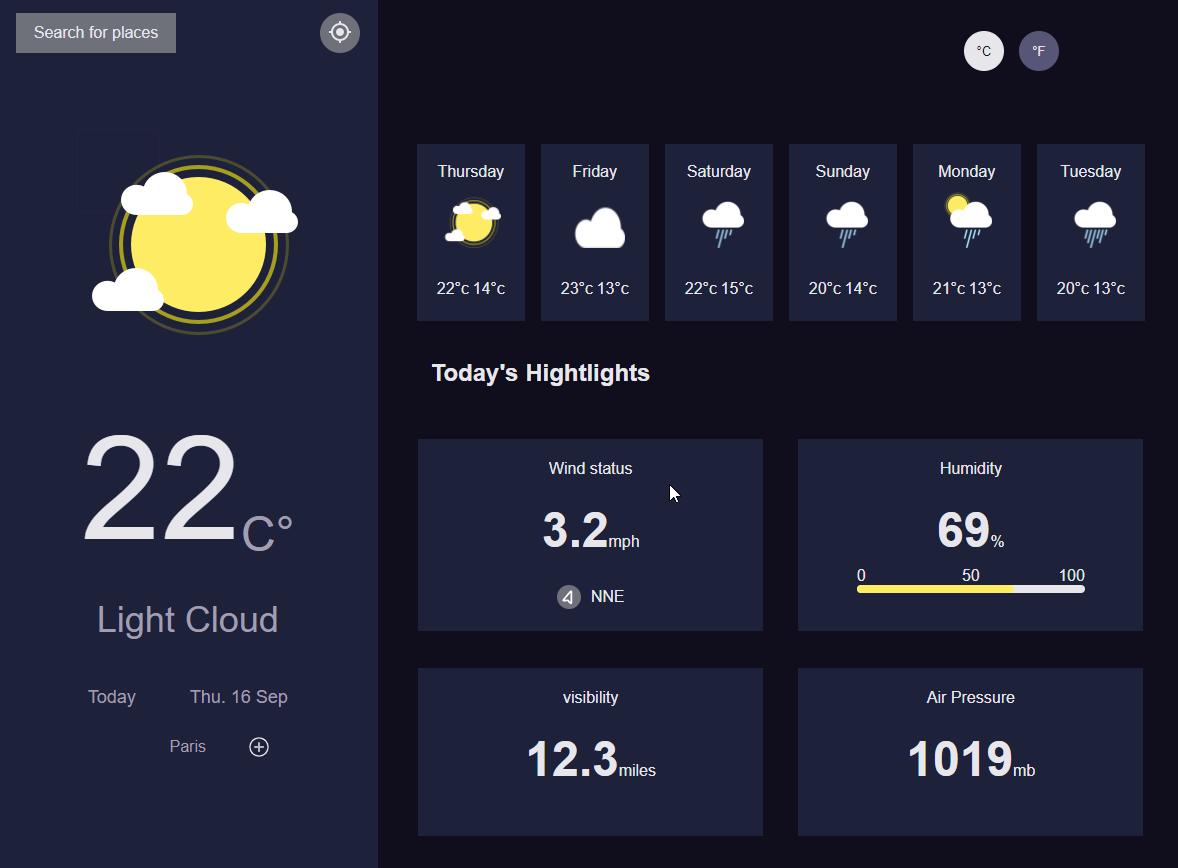 Search for places
°C °F
22C°
Light Cloud
Today Thu. 16 Sep
Paris
Thursday Friday Saturday Sunday Monday Tuesday
22°c 14°c 23°c 13°c 22°c 15°c 20°c 14°c 21°c 13°c 20°c 13°c
Today's Hightlights
Wind status
3.2mph
NNE
Humidity
69%
0 50 100
visibility
12.3miles
Air Pressure
1019mb